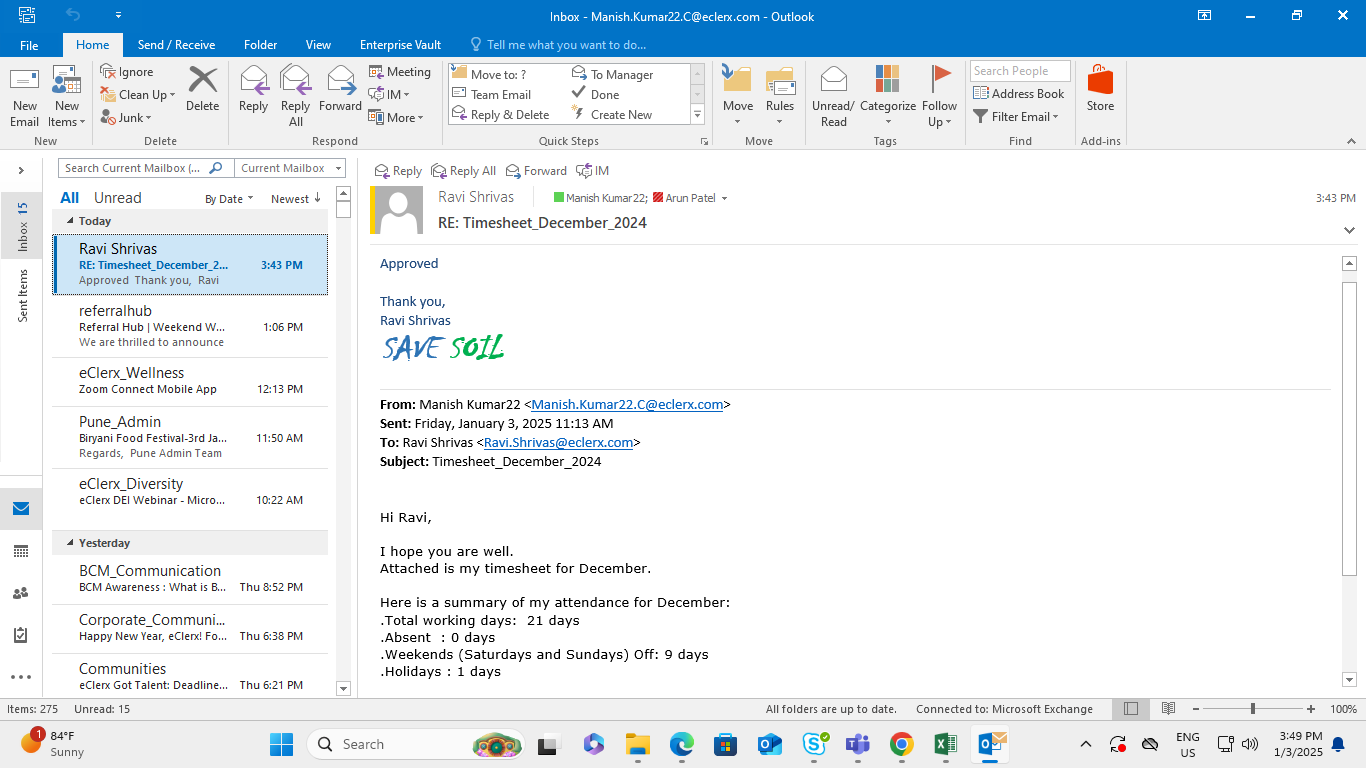 Inbox - Manish.Kumar22.C@eclerx.com - Outlook
File Home Send / Receive Folder View Enterprise Vault Tell me what you want to do...
New Email
New Items
New
Ignore
Clean Up
Junk
Delete
Delete
Reply
Reply All
Forward
Meeting
IM
More
Respond
Move to: ?
Team Email
Reply & Delete
To Manager
Done
Create New
Quick Steps
Move
Rules
Move
Unread/ Read
Categorize
Follow Up
Tags
Search People
Address Book
Filter Email
Find
Store
Add-ins
Inbox 15
Sent Items
Search Current Mailbox (... Current Mailbox
All Unread By Date Newest ↓
Today
Ravi Shrivas
RE: Timesheet_December_2... 3:43 PM
Approved Thank you, Ravi
referralhub
Referral Hub | Weekend W... 1:06 PM
We are thrilled to announce
eClerx_Wellness
Zoom Connect Mobile App 12:13 PM
Pune_Admin
Biryani Food Festival-3rd Ja... 11:50 AM
Regards, Pune Admin Team
eClerx_Diversity
eClerx DEI Webinar - Micro... 10:22 AM
Yesterday
BCM_Communication
BCM Awareness : What is B... Thu 8:52 PM
Corporate_Communi...
Happy New Year, eClerx! Fo... Thu 6:38 PM
Communities
eClerx Got Talent: Deadline... Thu 6:21 PM
Reply Reply All Forward IM
Ravi Shrivas Manish Kumar22; Arun Patel 3:43 PM
RE: Timesheet_December_2024
Approved
Thank you,
Ravi Shrivas
SAVE SOIL
From: Manish Kumar22 <Manish.Kumar22.C@eclerx.com>
Sent: Friday, January 3, 2025 11:13 AM
To: Ravi Shrivas <Ravi.Shrivas@eclerx.com>
Subject: Timesheet_December_2024
Hi Ravi,
I hope you are well.
Attached is my timesheet for December.
Here is a summary of my attendance for December:
.Total working days: 21 days
.Absent : 0 days
.Weekends (Saturdays and Sundays) Off: 9 days
.Holidays : 1 days
Items: 275 Unread: 15 All folders are up to date. Connected to: Microsoft Exchange 100%
1
84°F
Sunny
Search
ENG
US
3:49 PM
1/3/2025